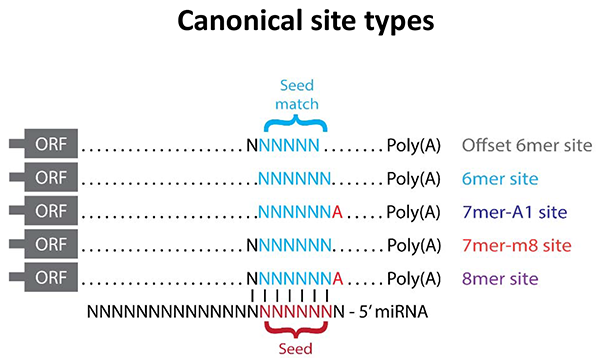 Canonical site types
Seed
match
ORF ......................NNNNNN........Poly(A) Offset 6mer site
ORF .......................NNNNNN.......Poly(A) 6mer site
ORF .......................NNNNNNA.....Poly(A) 7mer-A1 site
ORF ......................NNNNNNN.......Poly(A) 7mer-m8 site
ORF ......................NNNNNNNA.....Poly(A) 8mer site
NNNNNNNNNNNNNNNNNNNNN - 5' miRNA
Seed